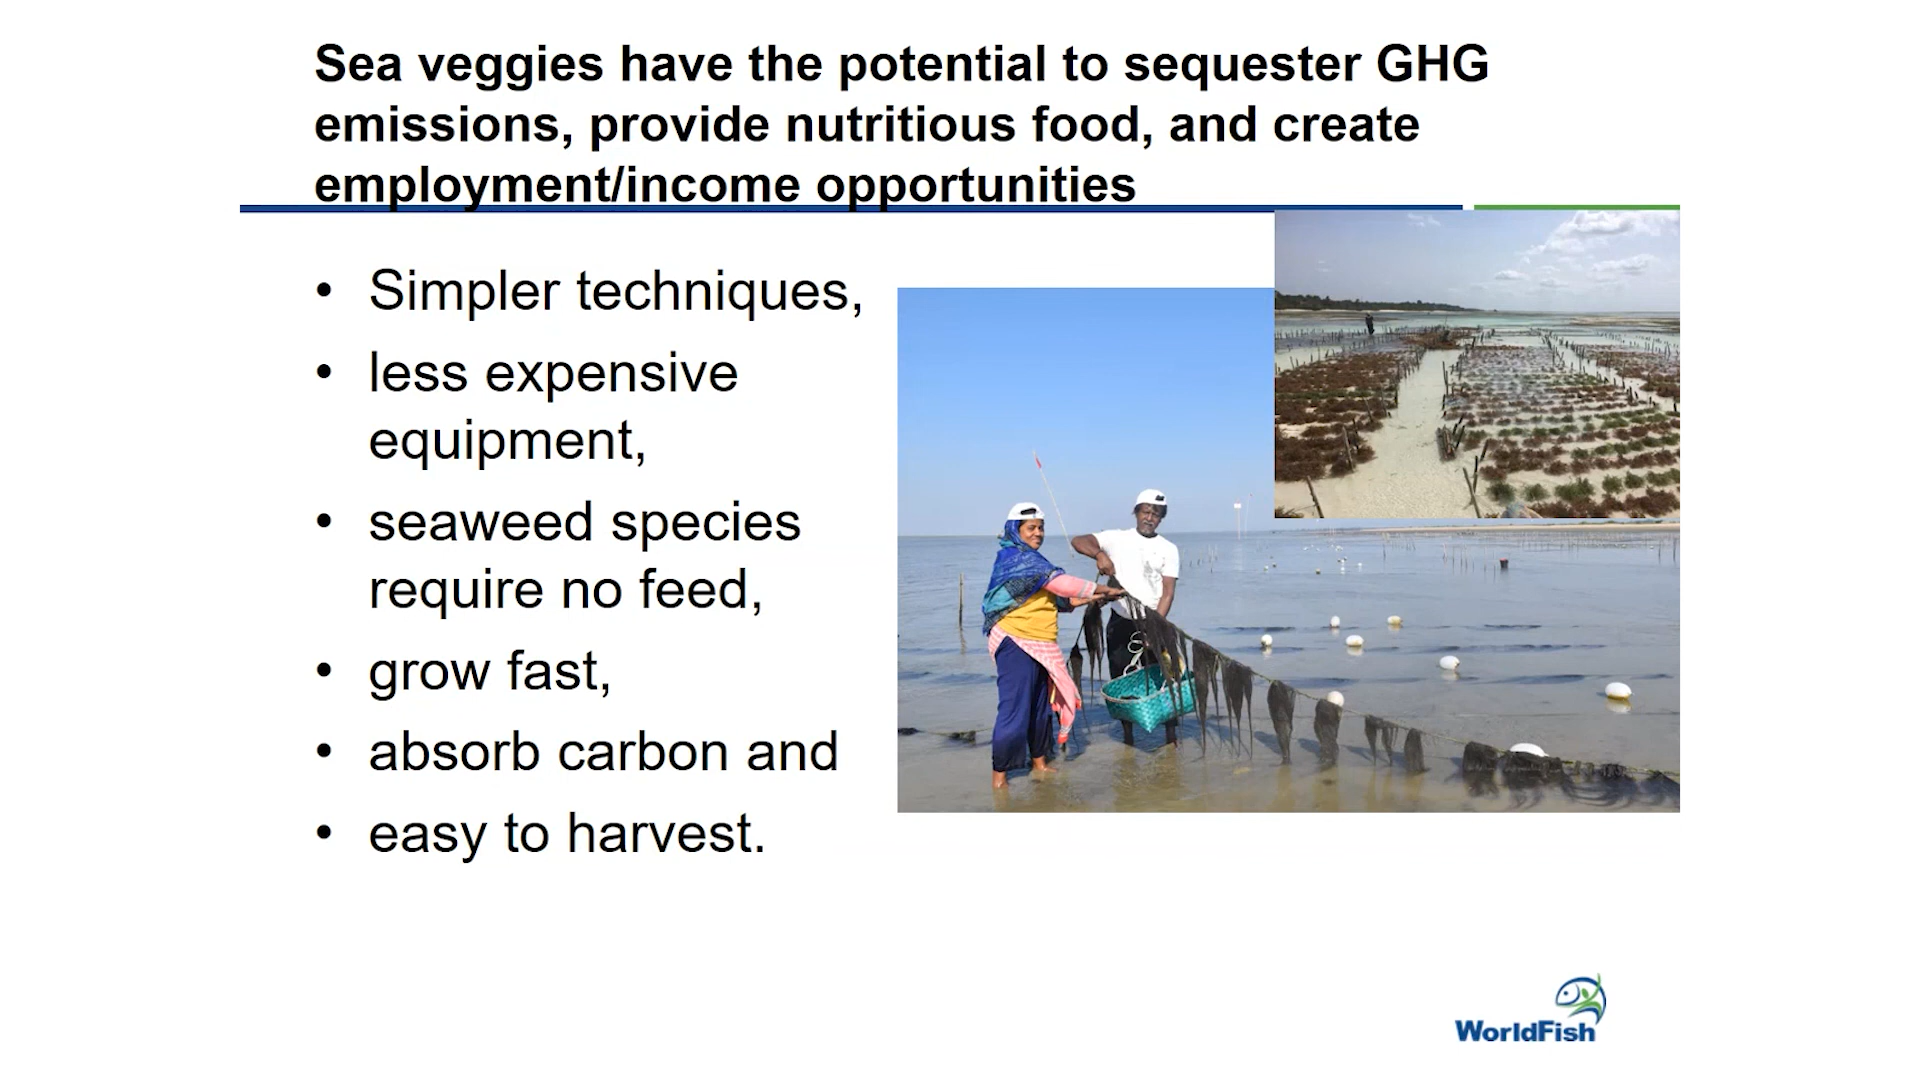 Sea veggies have the potential to sequester GHG
emissions, provide nutritious food, and create
employment/income opportunities
• Simpler techniques,
• less expensive
equipment,
• seaweed species
require no feed,
• grow fast,
• absorb carbon and
• easy to harvest.
WorldFish